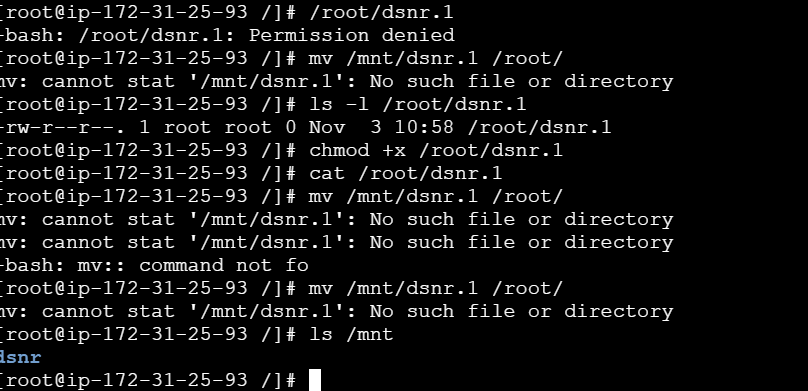 [root@ip-172-31-25-93 /]# /root/dsnr.1
-bash: /root/dsnr.1: Permission denied
[root@ip-172-31-25-93 /]# mv /mnt/dsnr.1 /root/
mv: cannot stat '/mnt/dsnr.1': No such file or directory
[root@ip-172-31-25-93 /]# ls -l /root/dsnr.1
-rw-r--r--. 1 root root 0 Nov  3 10:58 /root/dsnr.1
[root@ip-172-31-25-93 /]# chmod +x /root/dsnr.1
[root@ip-172-31-25-93 /]# cat /root/dsnr.1
[root@ip-172-31-25-93 /]# mv /mnt/dsnr.1 /root/
mv: cannot stat '/mnt/dsnr.1': No such file or directory
mv: cannot stat '/mnt/dsnr.1': No such file or directory
-bash: mv:: command not fo
[root@ip-172-31-25-93 /]# mv /mnt/dsnr.1 /root/
mv: cannot stat '/mnt/dsnr.1': No such file or directory
[root@ip-172-31-25-93 /]# ls /mnt
dsnr
[root@ip-172-31-25-93 /]#